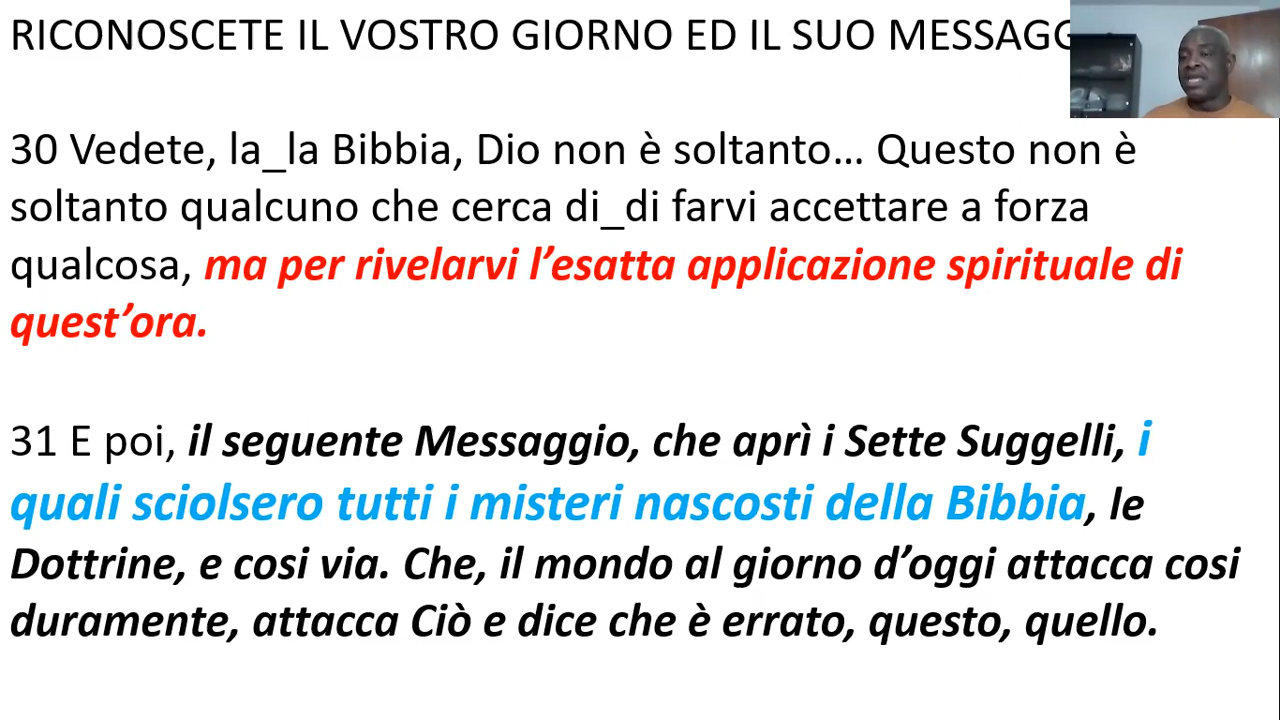 RICONOSCETE IL VOSTRO GIORNO ED IL SUO MESSAGG
30 Vedete, la_la Bibbia, Dio non è soltanto... Questo non è
soltanto qualcuno che cerca di_di farvi accettare a forza
qualcosa, ma per rivelarvi l’esatta applicazione spirituale di
quest’ora.
31 E poi, il seguente Messaggio, che aprì i Sette Suggelli, i
quali sciolsero tutti i misteri nascosti della Bibbia, le
Dottrine, e cosi via. Che, il mondo al giorno d’oggi attacca cosi
duramente, attacca Ciò e dice che è errato, questo, quello.